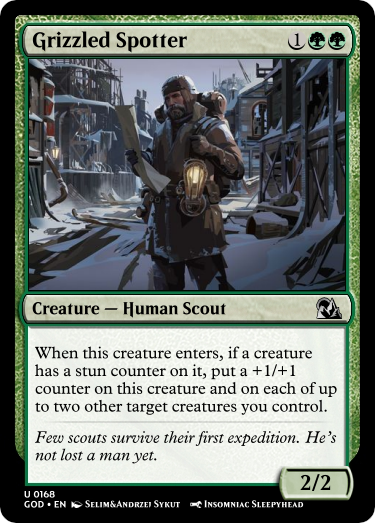 Grizzled Spotter 1
Creature — Human Scout
When this creature enters, if a creature
has a stun counter on it, put a +1/+1
counter on this creature and on each of up
to two other target creatures you control.
Few scouts survive their first expedition. He's
not lost a man yet.
2/2
U 0168
GOD • EN Selim&Andrzej Sykut Insomniac Sleepyhead